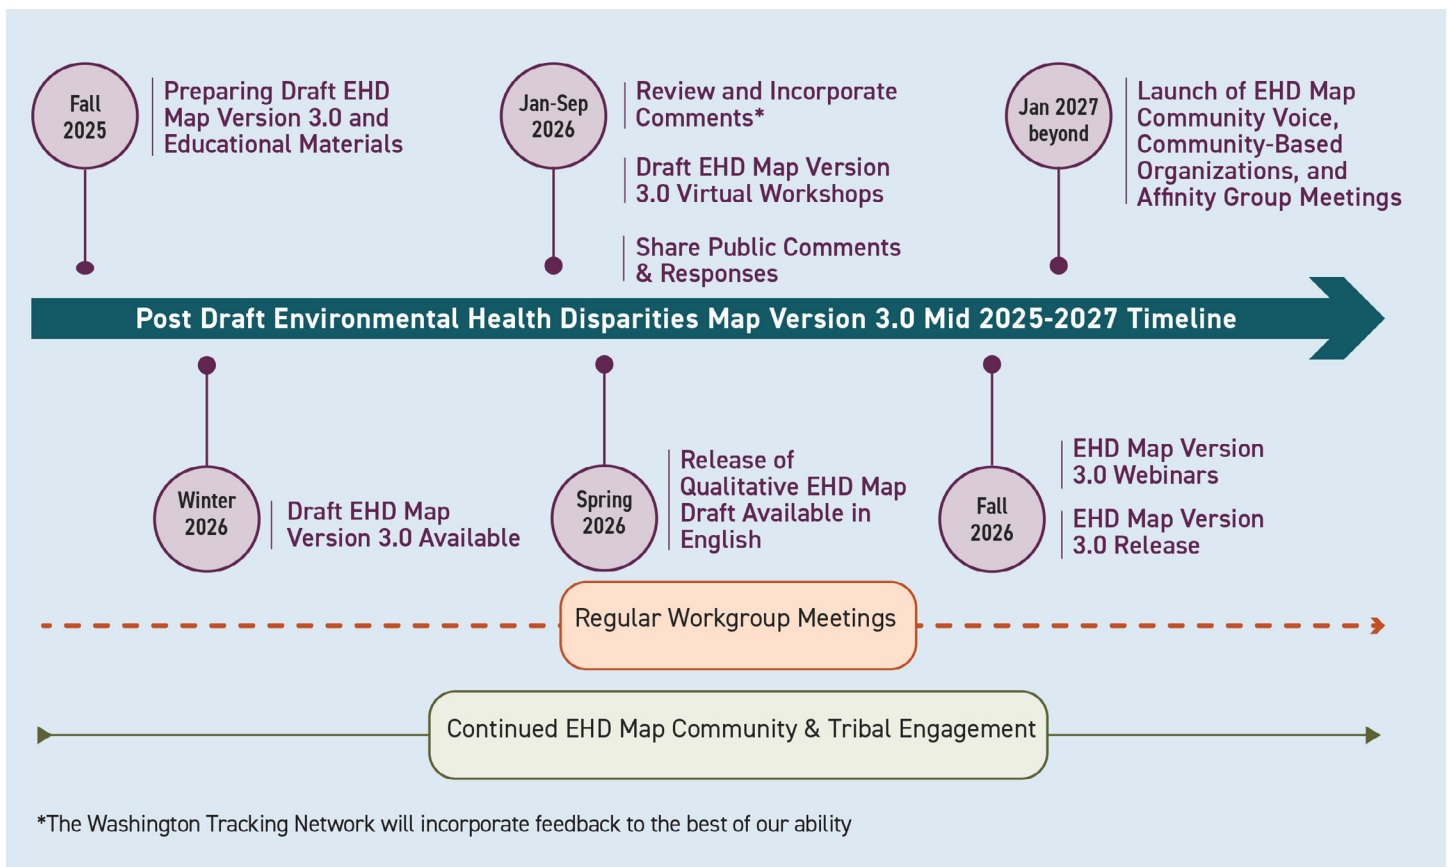 Fall
2025
Preparing Draft EHD
Map Version 3.0 and
Educational Materials
Jan-Sep
2026
Review and Incorporate
Comments*
Draft EHD Map Version
3.0 Virtual Workshops
Share Public Comments
& Responses
Jan 2027
beyond
Launch of EHD Map
Community Voice,
Community-Based
Organizations, and
Affinity Group Meetings
Post Draft Environmental Health Disparities Map Version 3.0 Mid 2025-2027 Timeline
Winter
2026
Draft EHD Map
Version 3.0 Available
Spring
2026
Release of
Qualitative EHD Map
Draft Available in
English
Fall
2026
EHD Map Version
3.0 Webinars
EHD Map Version
3.0 Release
Regular Workgroup Meetings
Continued EHD Map Community & Tribal Engagement
*The Washington Tracking Network will incorporate feedback to the best of our ability